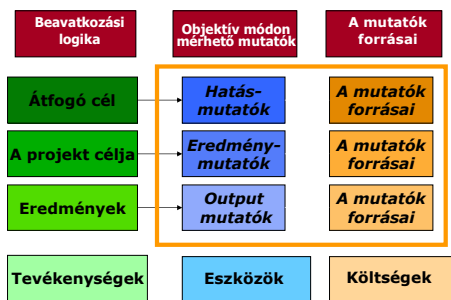 Beavatkozási
logika
Objektív módon
mérhető mutatók
A mutatók
forrásai
Átfogó cél
Hatás-
mutatók
A mutatók
forrásai
A projekt célja
Eredmény-
mutatók
A mutatók
forrásai
Eredmények
Output
mutatók
A mutatók
forrásai
Tevékenységek
Eszközök
Költségek